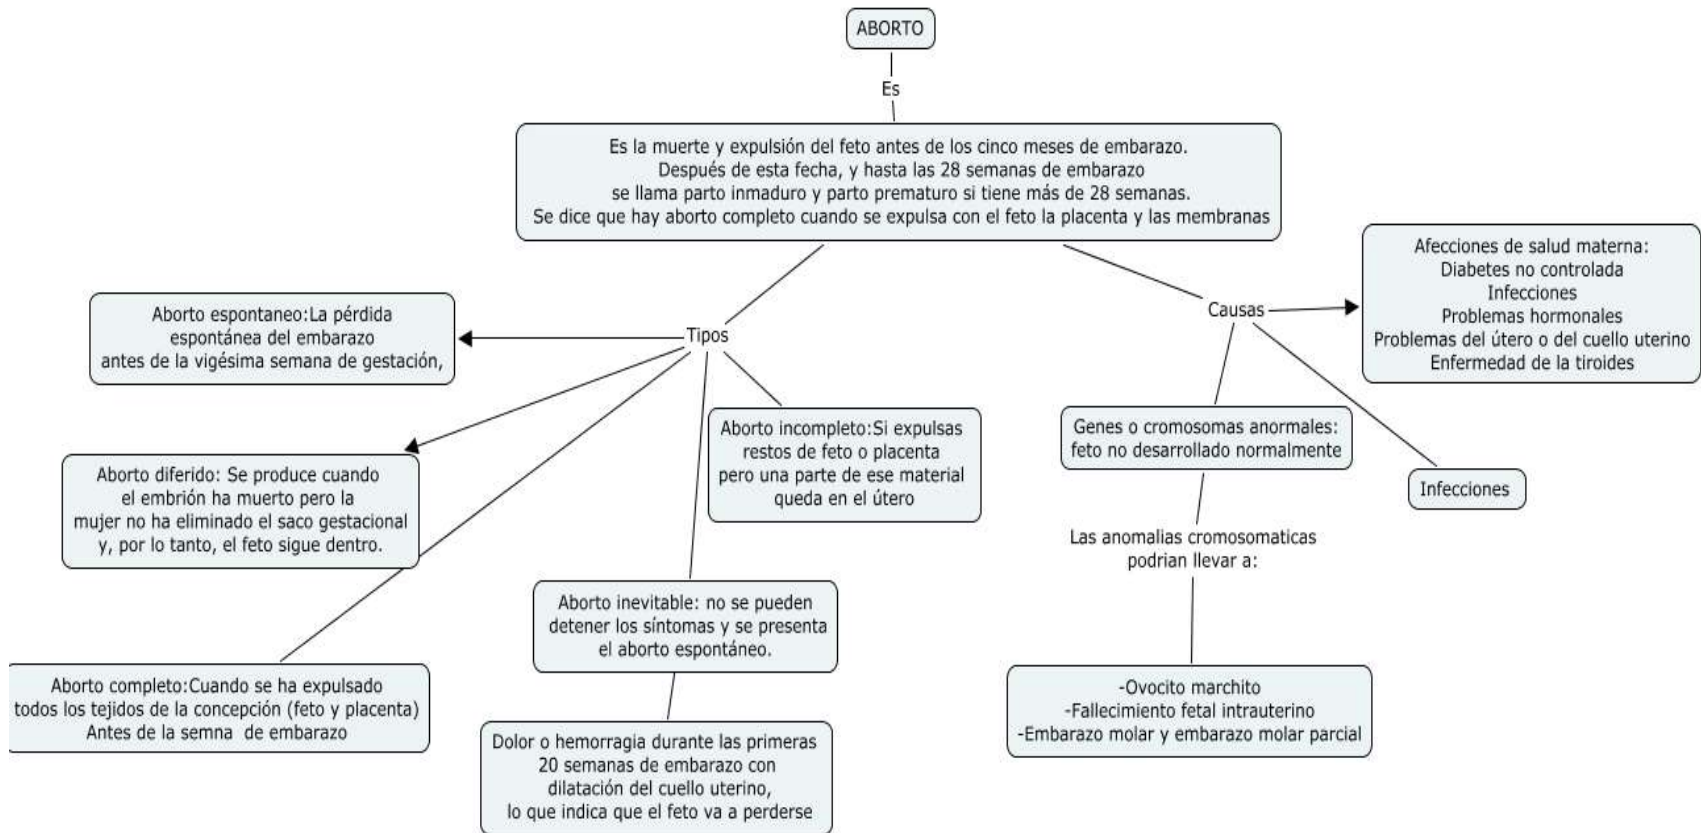 ABORTO
Es
Es la muerte y expulsión del feto antes de los cinco meses de embarazo.
Después de esta fecha, y hasta las 28 semanas de embarazo
se llama parto inmaduro y parto prematuro si tiene más de 28 semanas.
Se dice que hay aborto completo cuando se expulsa con el feto la placenta y las membranas
Tipos
Aborto espontaneo:La pérdida
espontánea del embarazo
antes de la vigésima semana de gestación,
Aborto diferido: Se produce cuando
el embrión ha muerto pero la
mujer no ha eliminado el saco gestacional
y, por lo tanto, el feto sigue dentro.
Aborto completo:Cuando se ha expulsado
todos los tejidos de la concepción (feto y placenta)
Antes de la semna de embarazo
Aborto inevitable: no se pueden
detener los síntomas y se presenta
el aborto espontáneo.
Dolor o hemorragia durante las primeras
20 semanas de embarazo con
dilatación del cuello uterino,
lo que indica que el feto va a perderse
Aborto incompleto:Si expulsas
restos de feto o placenta
pero una parte de ese material
queda en el útero
Causas
Afecciones de salud materna:
Diabetes no controlada
Infecciones
Problemas hormonales
Problemas del útero o del cuello uterino
Enfermedad de la tiroides
Genes o cromosomas anormales:
feto no desarrollado normalmente
Las anomalias cromosomaticas
podrian llevar a:
-Ovocito marchito
-Fallecimiento fetal intrauterino
-Embarazo molar y embarazo molar parcial
Infecciones